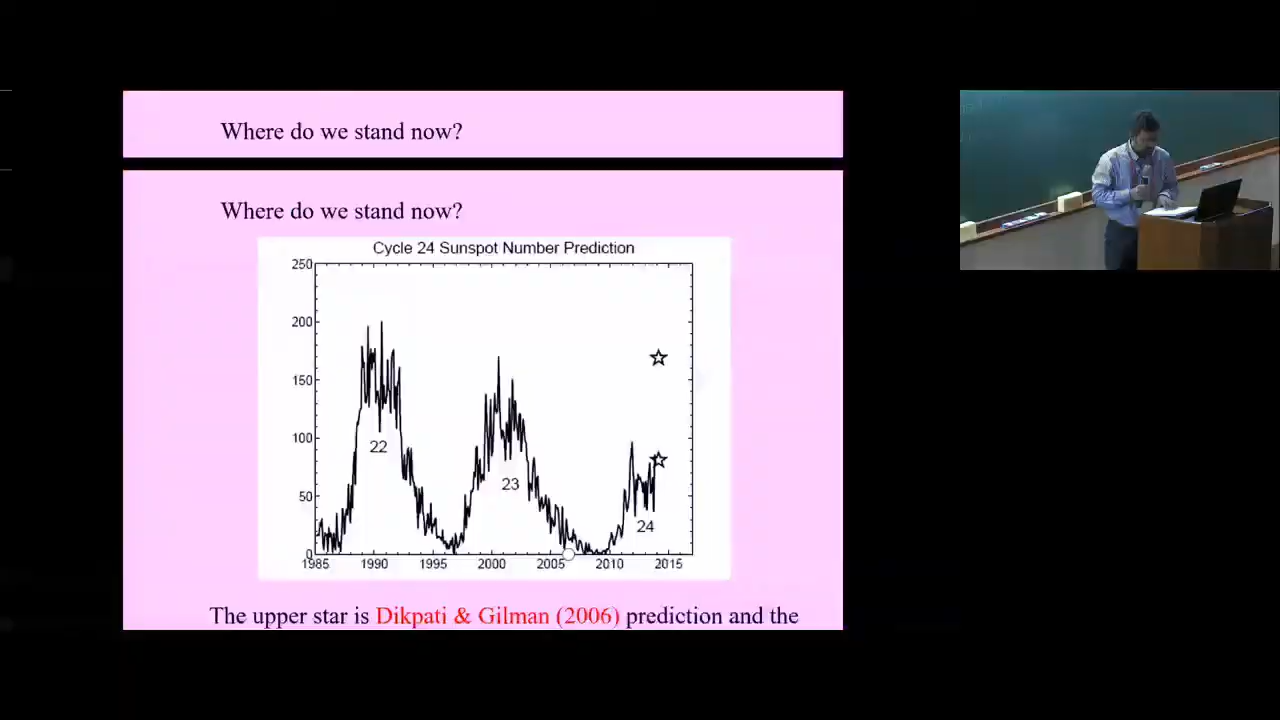 Where do we stand now?
Where do we stand now?
Cycle 24 Sunspot Number Prediction
250
200
150
100
50
0
22
23
24
1985 1990 1995 2000 2005 2010 2015
The upper star is Dikpati & Gilman (2006) prediction and the